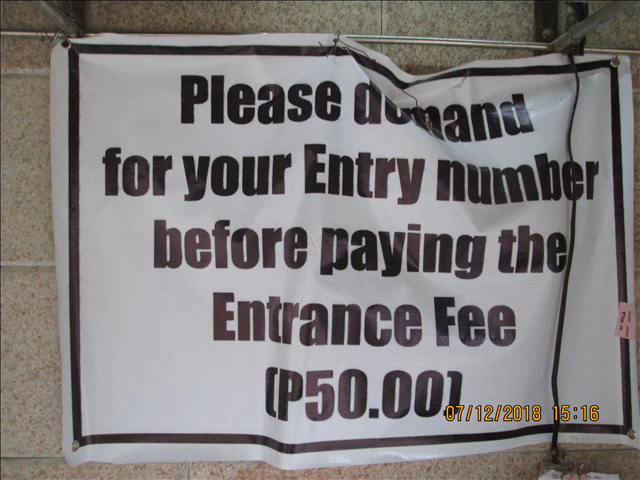 Please demand
for your Entry number
before paying the
Entrance Fee
(P50.00)
07/12/2018 15:16